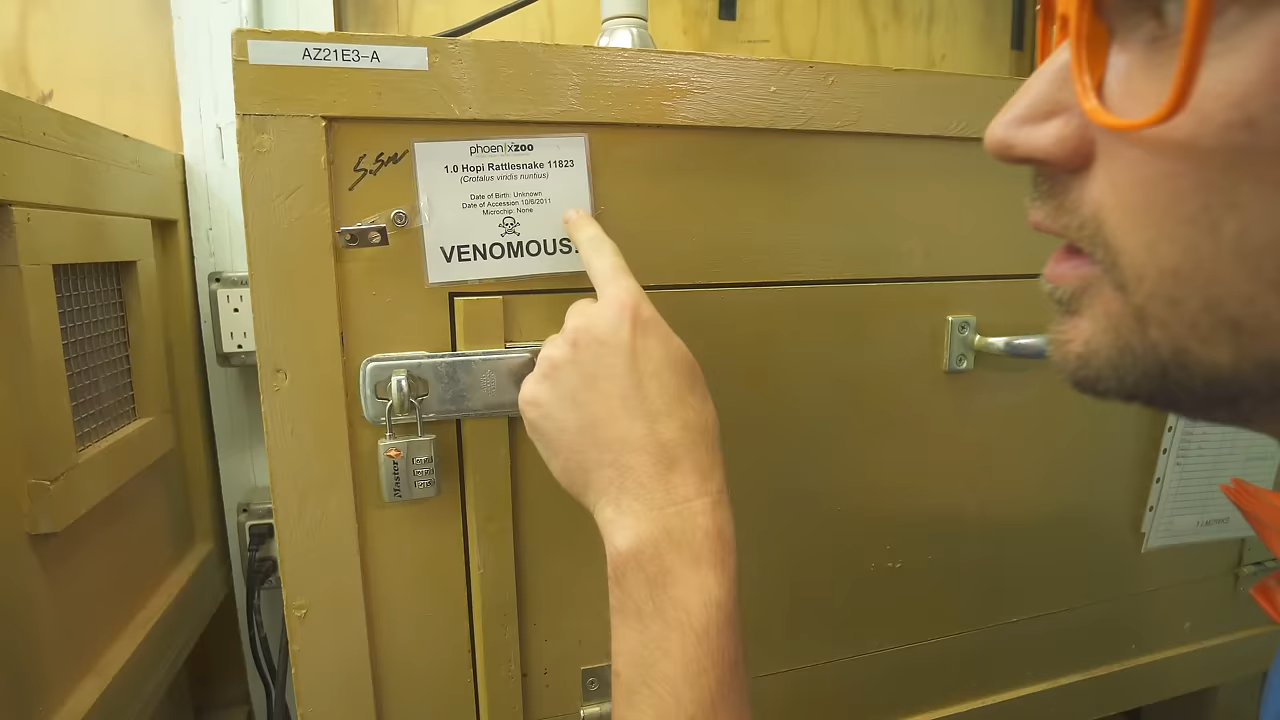 AZ21E3-A
5.5W
phoenixzoo
1.0 Hopi Rattlesnake 11823
(Crotalus viridis nuntius)
Date of Birth: Unknown
Date of Accession 10/6/2011
Microchip: None
VENOMOUS!
Master